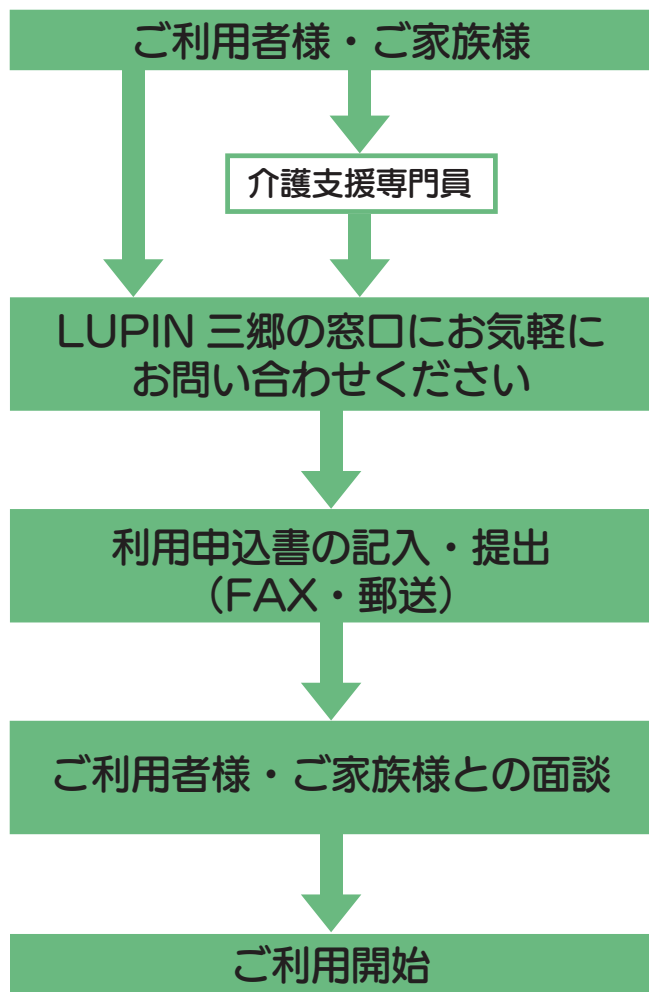 ご利用者様・ご家族様
介護支援専門員
LUPIN 三郷の窓口にお気軽に
お問い合わせください
利用申込書の記入・提出
（FAX・郵送）
ご利用者様・ご家族様との面談
ご利用開始